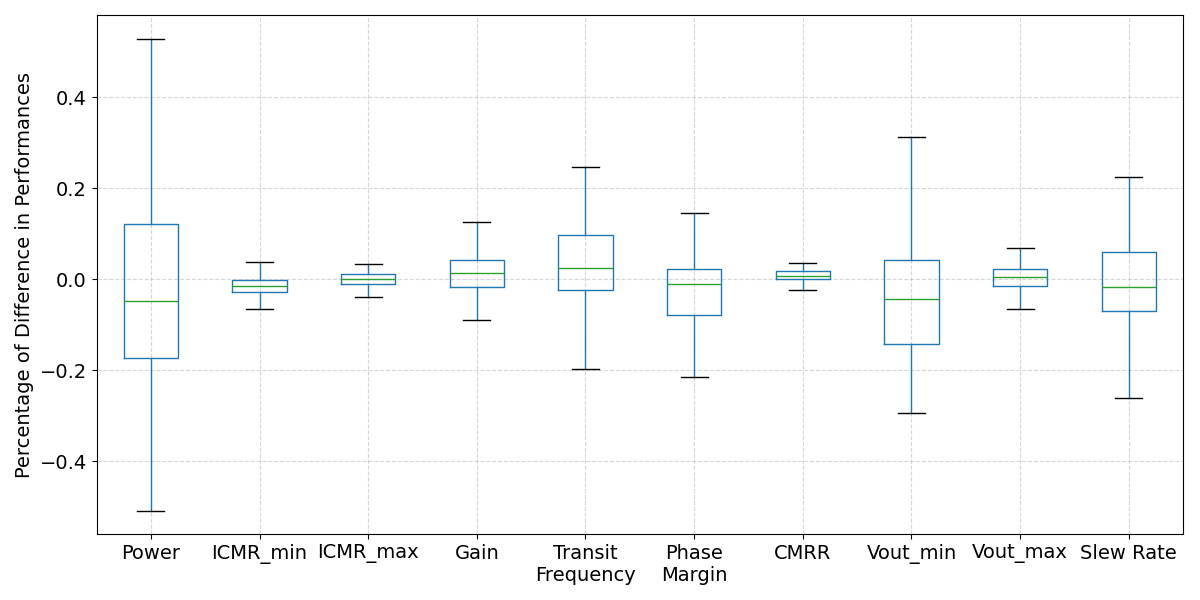 Percentage of Difference in Performances
0.4
0.2
0.0
−0.2
−0.4
Power
ICMR_min
ICMR_max
Gain
Transit
Frequency
Phase
Margin
CMRR
Vout_min
Vout_max
Slew Rate